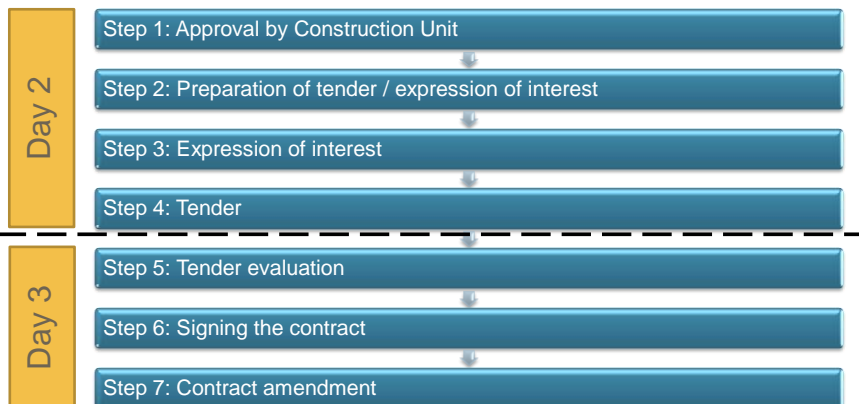 Day 2
Step 1: Approval by Construction Unit
Step 2: Preparation of tender / expression of interest
Step 3: Expression of interest
Step 4: Tender
Day 3
Step 5: Tender evaluation
Step 6: Signing the contract
Step 7: Contract amendment